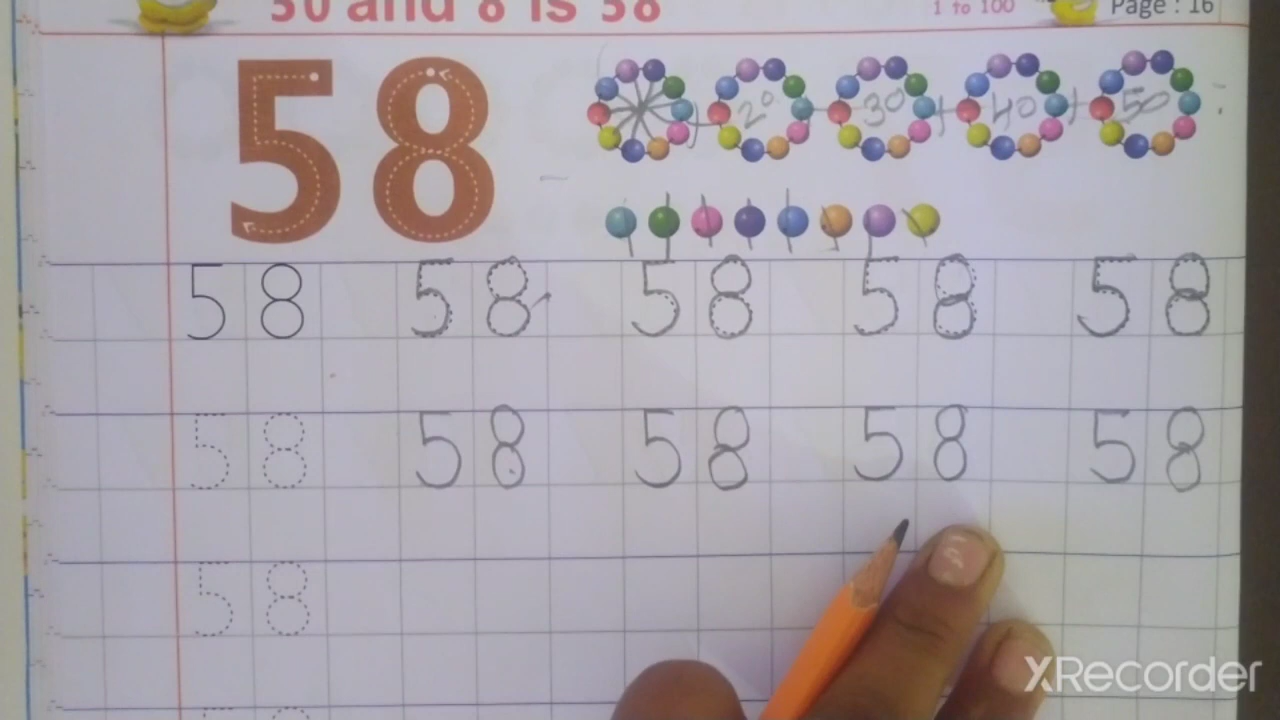 50 and 8 is 58
1 to 100
Page : 16
58
20 + 30 + 40 + 50
58 58 58 58 58
58 58 58 58 58
58
XRecorder